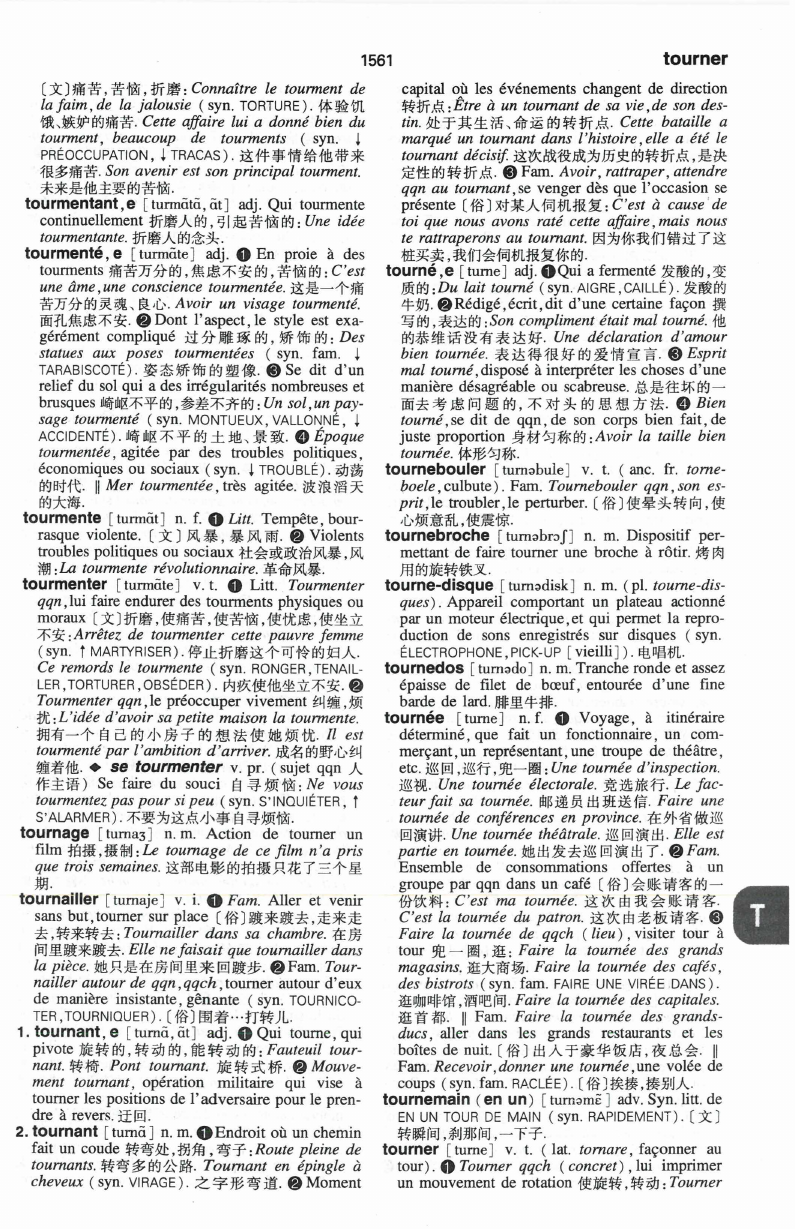 1561
tourner
〔文〕痛苦,苦恼,折磨: Connaître le tourment de
la faim, de la jalousie ( syn. TORTURE ). 体验饥
饿、嫉妒的痛苦. Cette affaire lui a donné bien du
tourment, beaucoup de tourments ( syn. ↓
PRÉOCCUPATION, ↓ TRACAS ). 这件事情给他带来
很多痛苦. Son avenir est son principal tourment.
未来是他主要的苦恼.
tourmentant, e [ turmɑ̃tɑ̃, ɑ̃t ] adj. Qui tourmente
continuellement 折磨人的,引起苦恼的: Une idée
tourmentante. 折磨人的念头.
tourmenté, e [ turmɑ̃te ] adj. ❶ En proie à des
tourments 痛苦万分的,焦虑不安的,苦恼的: C'est
une âme, une conscience tourmentée. 这是一个痛
苦万分的灵魂、良心. Avoir un visage tourmenté.
面孔焦虑不安. ❷ Dont l'aspect, le style est exa-
gérément compliqué 过分雕琢的, 矫饰的: Des
statues aux poses tourmentées ( syn. fam. ↓
TARABISCOTÉ ). 姿态矫饰的塑像. ❸ Se dit d'un
relief du sol qui a des irrégularités nombreuses et
brusques 崎岖不平的,参差不齐的: Un sol, un pay-
sage tourmenté ( syn. MONTUEUX, VALLONNÉ, ↓
ACCIDENTÉ ). 崎岖不平的土地、景致. ❹ Époque
tourmentée, agitée par des troubles politiques,
économiques ou sociaux ( syn. ↓ TROUBLÉ ). 动荡
的时代. ‖ Mer tourmentée, très agitée. 波浪滔天
的大海.
tourmente [ turmɑ̃t ] n. f. ❶ Litt. Tempête, bour-
rasque violente. 〔文〕风暴, 暴风雨. ❷ Violents
troubles politiques ou sociaux 社会或政治风暴,风
潮: La tourmente révolutionnaire. 革命风暴.
tourmenter [ turmɑ̃te ] v. t. ❶ Litt. Tourmenter
qqn, lui faire endurer des tourments physiques ou
moraux 〔文〕折磨,使痛苦,使苦恼,使忧虑,使坐立
不安: Arrêtez de tourmenter cette pauvre femme
( syn. ↑ MARTYRISER ). 停止折磨这个可怜的妇人.
Ce remords le tourmente ( syn. RONGER, TENAIL-
LER, TORTURER, OBSÉDER ). 内疚使他坐立不安. ❷
Tourmenter qqn, le préoccuper vivement 纠缠,烦
扰: L'idée d'avoir sa petite maison la tourmente.
拥有一个自己的小房子的想法使她烦忧. Il est
tourmenté par l'ambition d'arriver. 成名的野心纠
缠着他. ◆ se tourmenter v. pr. ( sujet qqn 人
作主语 ) Se faire du souci 自寻烦恼: Ne vous
tourmentez pas pour si peu ( syn. S'INQUIÉTER, ↑
S'ALARMER ). 不要为这点小事自寻烦恼.
tournage [ turnaʒ ] n. m. Action de tourner un
film 拍摄,摄制: Le tournage de ce film n'a pris
que trois semaines. 这部电影的拍摄只花了三个星
期.
tournailler [ turnaje ] v. i. ❶ Fam. Aller et venir
sans but, tourner sur place 〔俗〕踱来踱去,走来走
去,转来转去: Tournailler dans sa chambre. 在房
间里踱来踱去. Elle ne faisait que tournailler dans
la pièce. 她只是在房间里来回踱步. ❷ Fam. Tour-
nailler autour de qqn, qqch, tourner autour d'eux
de manière insistante, gênante ( syn. TOURNICO-
TER, TOURNIQUER ). 〔俗〕围着…打转儿.
1. tournant, e [ turnɑ̃, ɑ̃t ] adj. ❶ Qui tourne, qui
pivote 旋转的,转动的,能转动的: Fauteuil tour-
nant. 转椅. Pont tournant. 旋转式桥. ❷ Mouve-
ment tournant, opération militaire qui vise à
tourner les positions de l'adversaire pour le pren-
dre à revers. 迂回.
2. tournant [ turnɑ̃ ] n. m. ❶ Endroit où un chemin
fait un coude 转弯处,拐角,弯子: Route pleine de
tournants. 转弯多的公路. Tournant en épingle à
cheveux ( syn. VIRAGE ). 之字形弯道. ❷ Moment
capital où les événements changent de direction
转折点: Être à un tournant de sa vie, de son des-
tin. 处于其生活、命运的转折点. Cette bataille a
marqué un tournant dans l'histoire, elle a été le
tournant décisif. 这次战役成为历史的转折点,是决
定性的转折点. ❸ Fam. Avoir, rattraper, attendre
qqn au tournant, se venger dès que l'occasion se
présente 〔俗〕对某人伺机报复: C'est à cause de
toi que nous avons raté cette affaire, mais nous
te rattraperons au tournant. 因为你我们错过了这
桩买卖,我们会伺机报复你的.
tourné, e [ turne ] adj. ❶ Qui a fermenté 发酸的,变
质的: Du lait tourné ( syn. AIGRE, CAILLÉ ). 发酸的
牛奶. ❷ Rédigé, écrit, dit d'une certaine façon 撰
写的,表达的: Son compliment était mal tourné. 他
的恭维话没有表达好. Une déclaration d'amour
bien tournée. 表达得很好的爱情宣言. ❸ Esprit
mal tourné, disposé à interpréter les choses d'une
manière désagréable ou scabreuse. 总是往坏的一
面去考虑问题的, 不对头的思想方法. ❹ Bien
tourné, se dit de qqn, de son corps bien fait, de
juste proportion 身材匀称的: Avoir la taille bien
tournée. 体形匀称.
tournebouler [ turnəbule ] v. t. ( anc. fr. torne-
boele, culbute ). Fam. Tournebouler qqn, son es-
prit, le troubler, le perturber. 〔俗〕使晕头转向,使
心烦意乱,使震惊.
tournebroche [ turnəbrɔʃ ] n. m. Dispositif per-
mettant de faire tourner une broche à rôtir. 烤肉
用的旋转铁叉.
tourne-disque [ turnədisk ] n. m. ( pl. tourne-dis-
ques ). Appareil comportant un plateau actionné
par un moteur électrique, et qui permet la repro-
duction de sons enregistrés sur disques ( syn.
ÉLECTROPHONE, PICK-UP [ vieilli ] ). 电唱机.
tournedos [ turnədo ] n. m. Tranche ronde et assez
épaisse de filet de bœuf, entourée d'une fine
barde de lard. 腓里牛排.
tournée [ turne ] n. f. ❶ Voyage, à itinéraire
déterminé, que fait un fonctionnaire, un com-
merçant, un représentant, une troupe de théâtre,
etc. 巡回,巡行,兜一圈: Une tournée d'inspection.
巡视. Une tournée électorale. 竞选旅行. Le fac-
teur fait sa tournée. 邮递员出班送信. Faire une
tournée de conférences en province. 在外省做巡
回演讲. Une tournée théâtrale. 巡回演出. Elle est
partie en tournée. 她出发去巡回演出了. ❷ Fam.
Ensemble de consommations offertes à un
groupe par qqn dans un café 〔俗〕会账请客的一
份饮料: C'est ma tournée. 这次由我会账请客.
C'est la tournée du patron. 这次由老板请客. ❸
Faire la tournée de qqch ( lieu ), visiter tour à
tour 兜一圈, 逛: Faire la tournée des grands
magasins. 逛大商场. Faire la tournée des cafés,
des bistrots ( syn. fam. FAIRE UNE VIRÉE DANS ).
逛咖啡馆,酒吧间. Faire la tournée des capitales.
逛首都. ‖ Fam. Faire la tournée des grands-
ducs, aller dans les grands restaurants et les
boîtes de nuit. 〔俗〕出入于豪华饭店,夜总会. ‖
Fam. Recevoir, donner une tournée, une volée de
coups ( syn. fam. RACLÉE ). 〔俗〕挨揍,揍别人.
tournemain (en un) [ turnəmɛ̃ ] adv. Syn. litt. de
EN UN TOUR DE MAIN ( syn. RAPIDEMENT ). 〔文〕
转瞬间,刹那间,一下子.
tourner [ turne ] v. t. ( lat. tornare, façonner au
tour ). ❶ Tourner qqch ( concret ), lui imprimer
un mouvement de rotation 使旋转,转动: Tourner
T